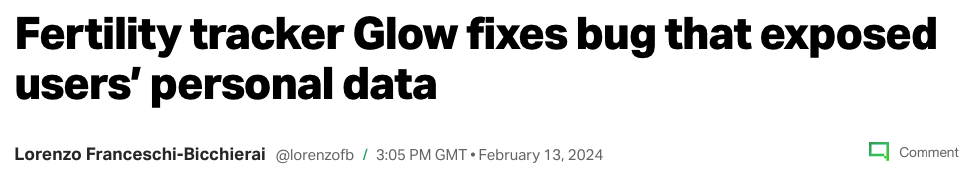 Fertility tracker Glow fixes bug that exposed
users’ personal data
Lorenzo Franceschi-Bicchierai @lorenzofb / 3:05 PM GMT • February 13, 2024 Comment